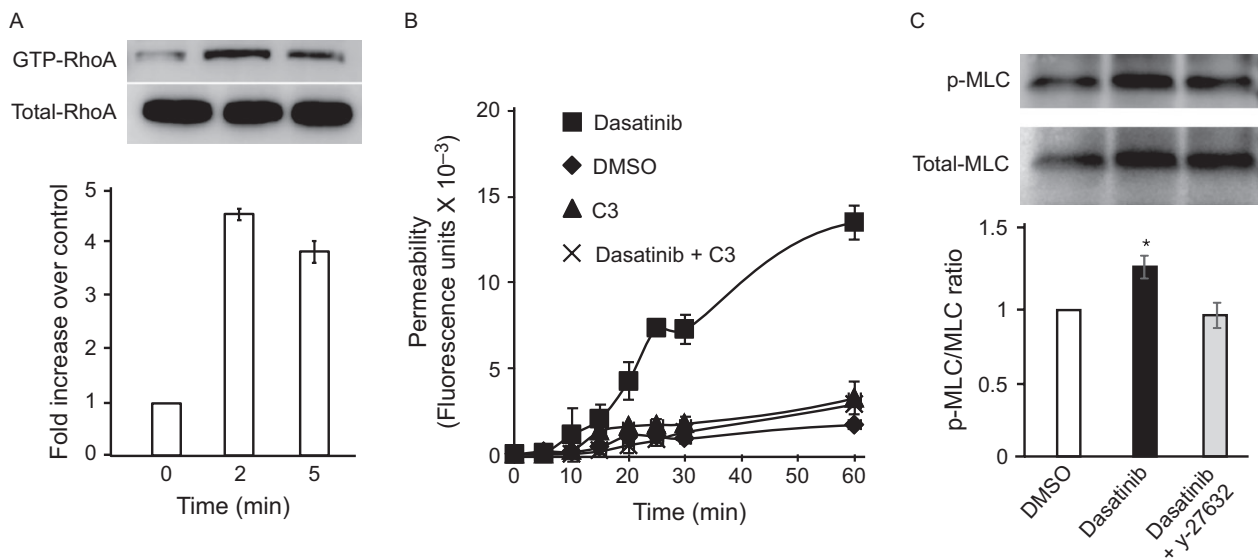 A
GTP-RhoA
Total-RhoA
Fold increase over control
5
4
3
2
1
0
0 2 5
Time (min)
B
Permeability
(Fluorescence units X 10⁻³)
20
15
10
5
0
Dasatinib
DMSO
C3
Dasatinib + C3
0 10 20 30 40 50 60
Time (min)
C
p-MLC
Total-MLC
p-MLC/MLC ratio
1.5
1
0.5
0
*
DMSO
Dasatinib
Dasatinib
+ y-27632